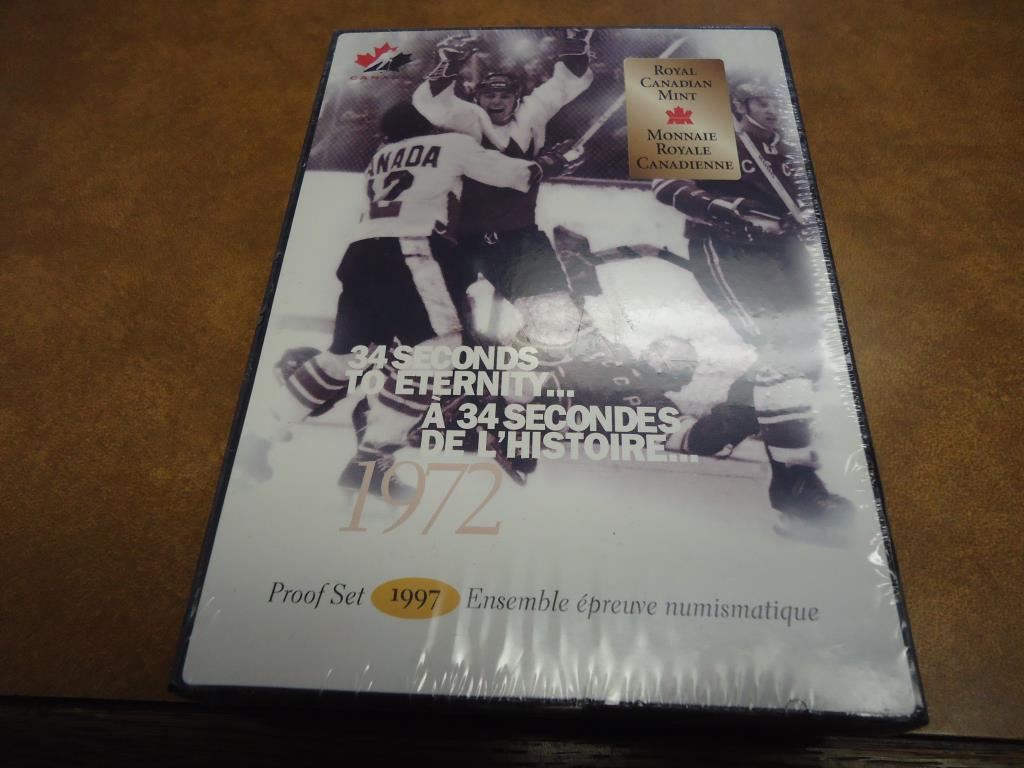 CANADA
ROYAL
CANADIAN
MINT
MONNAIE
ROYALE
CANADIENNE
ANADA
12
C
34 SECONDS
TO ETERNITY...
À 34 SECONDES
DE L'HISTOIRE...
1972
Proof Set 1997 Ensemble épreuve numismatique